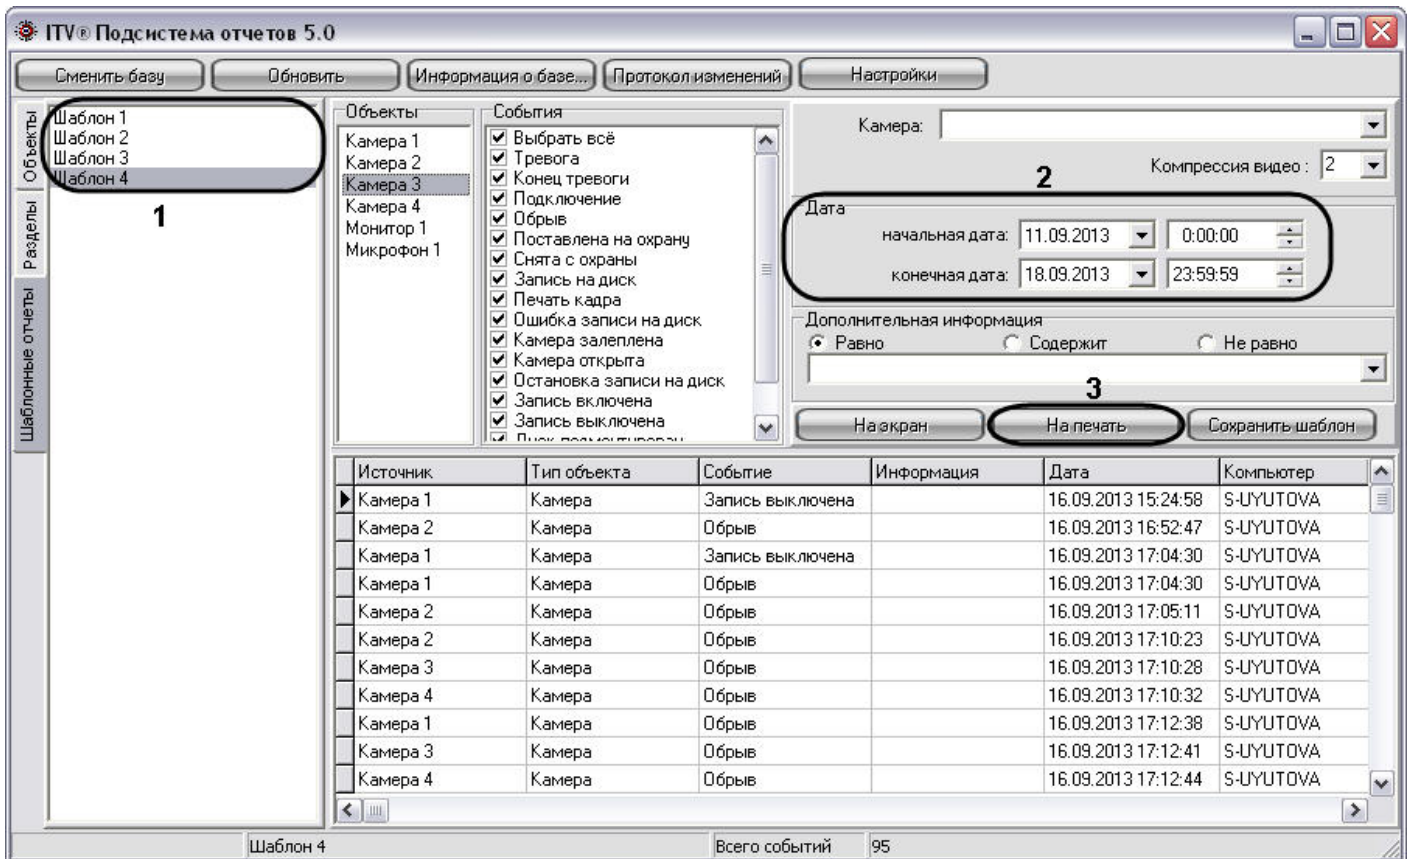 ITV® Подсистема отчетов 5.0
Сменить базу Обновить Информация о базе... Протокол изменений Настройки
Объекты
Разделы
Шаблонные отчеты
Шаблон 1
Шаблон 2
Шаблон 3
Шаблон 4
1
Объекты
Камера 1
Камера 2
Камера 3
Камера 4
Монитор 1
Микрофон 1
События
Выбрать всё
Тревога
Конец тревоги
Подключение
Обрыв
Поставлена на охрану
Снята с охраны
Запись на диск
Печать кадра
Ошибка записи на диск
Камера залеплена
Камера открыта
Остановка записи на диск
Запись включена
Запись выключена
Камера:
Компрессия видео : 2
2
Дата
начальная дата: 11.09.2013 0:00:00
конечная дата: 18.09.2013 23:59:59
Дополнительная информация
Равно Содержит Не равно
3
На экран На печать Сохранить шаблон
Источник Тип объекта Событие Информация Дата Компьютер
Камера 1 Камера Запись выключена 16.09.2013 15:24:58 S-UYUTOVA
Камера 2 Камера Обрыв 16.09.2013 16:52:47 S-UYUTOVA
Камера 1 Камера Запись выключена 16.09.2013 17:04:30 S-UYUTOVA
Камера 1 Камера Обрыв 16.09.2013 17:04:30 S-UYUTOVA
Камера 2 Камера Обрыв 16.09.2013 17:05:11 S-UYUTOVA
Камера 2 Камера Обрыв 16.09.2013 17:10:23 S-UYUTOVA
Камера 3 Камера Обрыв 16.09.2013 17:10:28 S-UYUTOVA
Камера 4 Камера Обрыв 16.09.2013 17:10:32 S-UYUTOVA
Камера 1 Камера Обрыв 16.09.2013 17:12:38 S-UYUTOVA
Камера 3 Камера Обрыв 16.09.2013 17:12:41 S-UYUTOVA
Камера 4 Камера Обрыв 16.09.2013 17:12:44 S-UYUTOVA
Шаблон 4 Всего событий 95